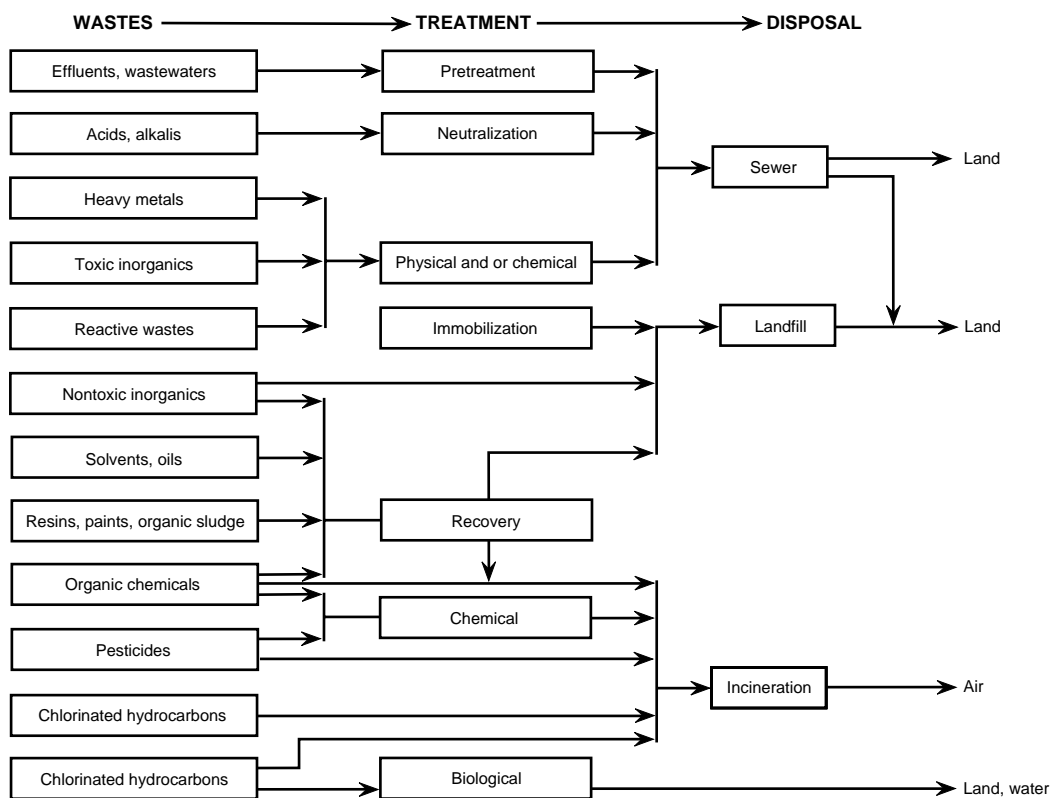 WASTES TREATMENT DISPOSAL
Effluents, wastewaters Pretreatment
Acids, alkalis Neutralization
Sewer Land
Heavy metals
Toxic inorganics Physical and or chemical
Reactive wastes Immobilization Landfill Land
Nontoxic inorganics
Solvents, oils
Resins, paints, organic sludge Recovery
Organic chemicals
Chemical
Pesticides
Incineration Air
Chlorinated hydrocarbons
Chlorinated hydrocarbons Biological Land, water